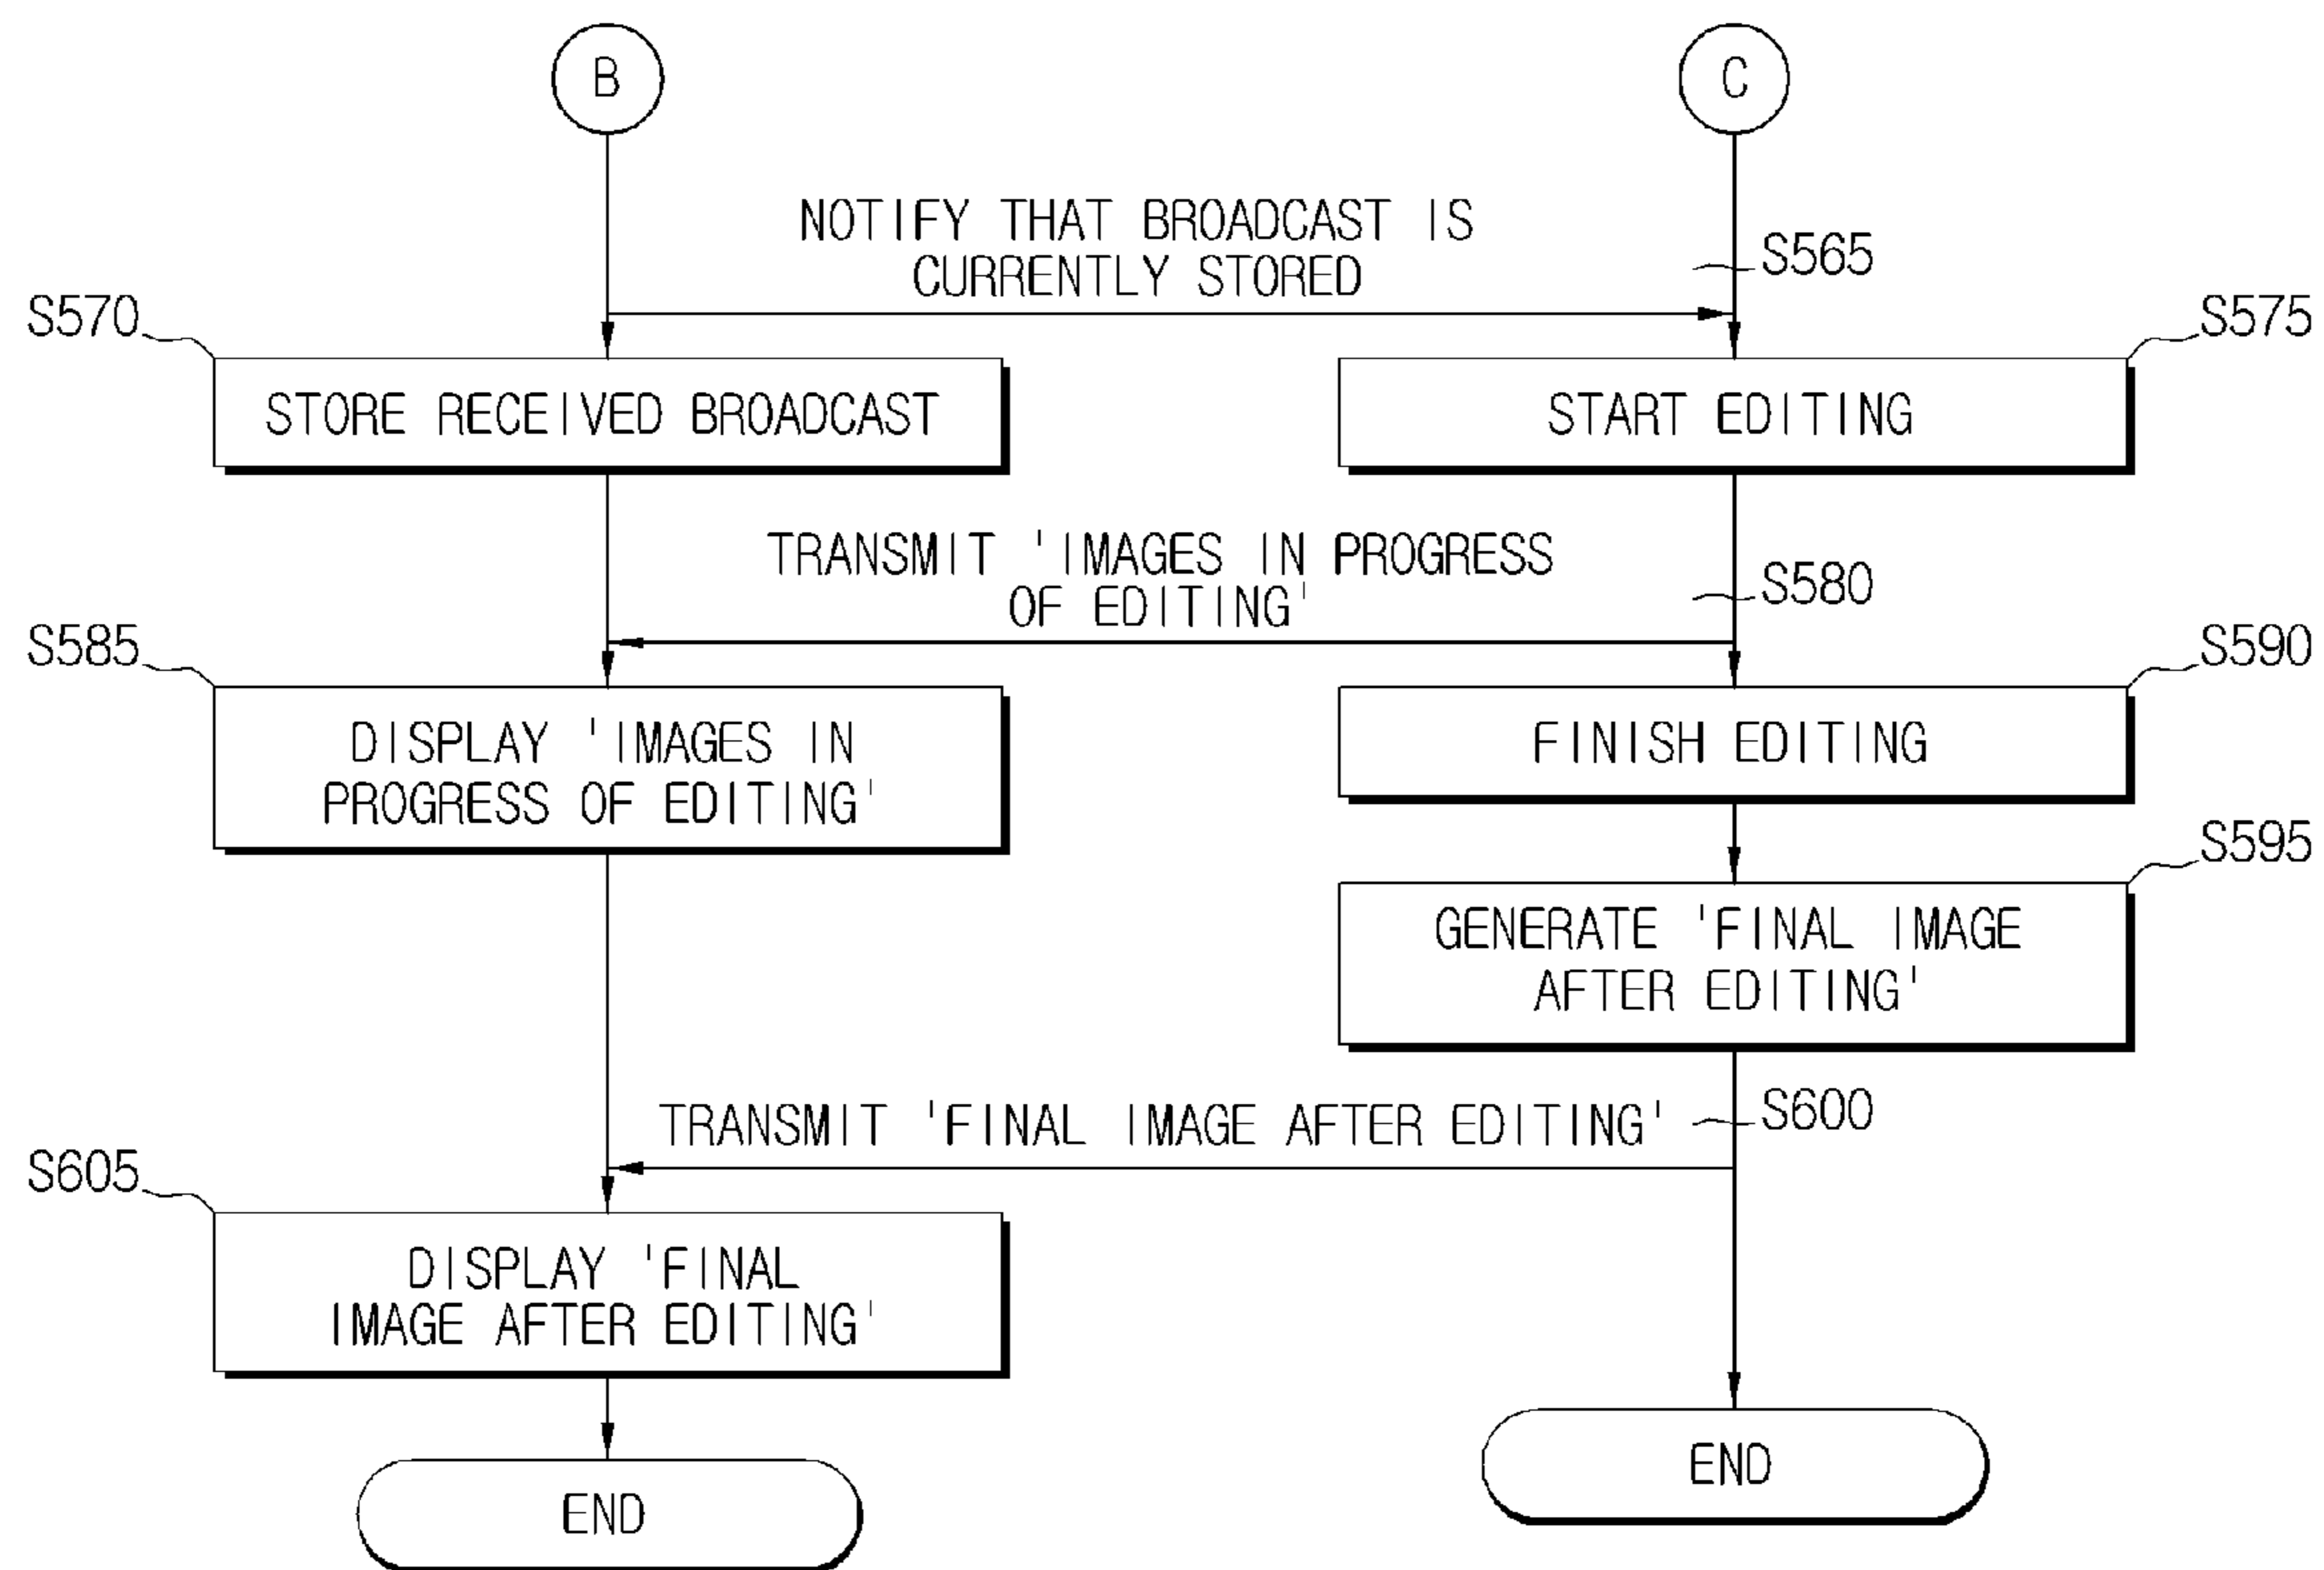 B
C
NOTIFY THAT BROADCAST IS
CURRENTLY STORED
S565
S570
S575
STORE RECEIVED BROADCAST
START EDITING
TRANSMIT 'IMAGES IN PROGRESS
OF EDITING'
S580
S585
S590
DISPLAY 'IMAGES IN
PROGRESS OF EDITING'
FINISH EDITING
S595
GENERATE 'FINAL IMAGE
AFTER EDITING'
TRANSMIT 'FINAL IMAGE AFTER EDITING'
S600
S605
DISPLAY 'FINAL
IMAGE AFTER EDITING'
END
END